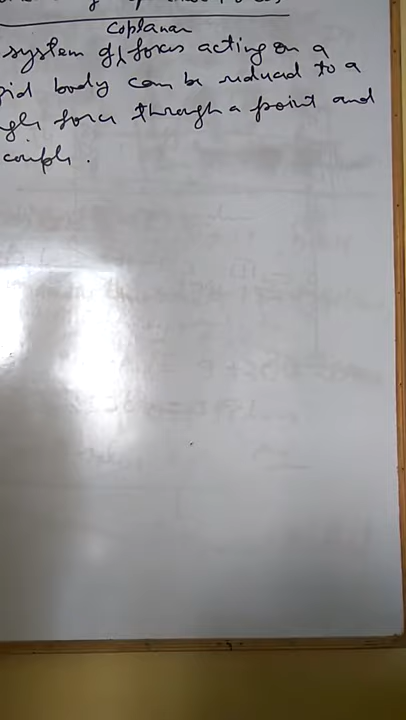 coplanar
system of forces acting on a
body can be reduced to a
force through a point and
couple.